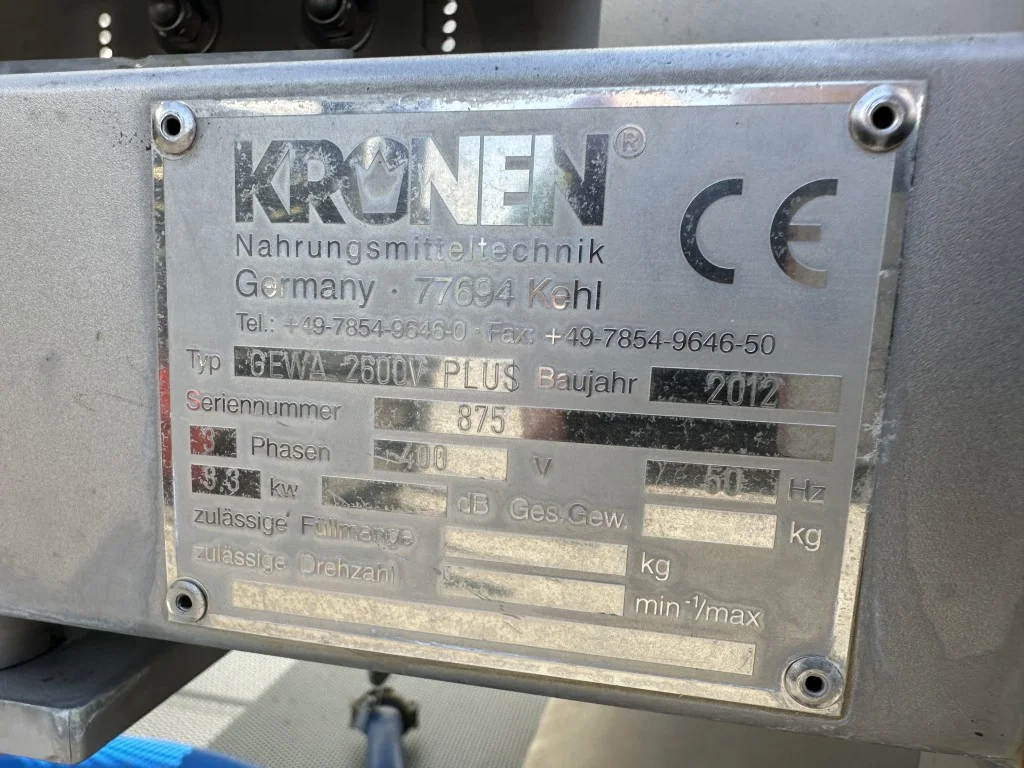 KRONEN®
Nahrungsmitteltechnik
Germany · 77694 Kehl
Tel.: +49-7854-9646-0 · Fax: +49-7854-9646-50
Typ GEWA 2600V PLUS Baujahr 2012
Seriennummer 875
3 Phasen 400 V 50 Hz
3.3 kw dB Ges.Gew. kg
zulässige Füllmenge kg
zulässige Drehzahl min⁻¹/max
CE